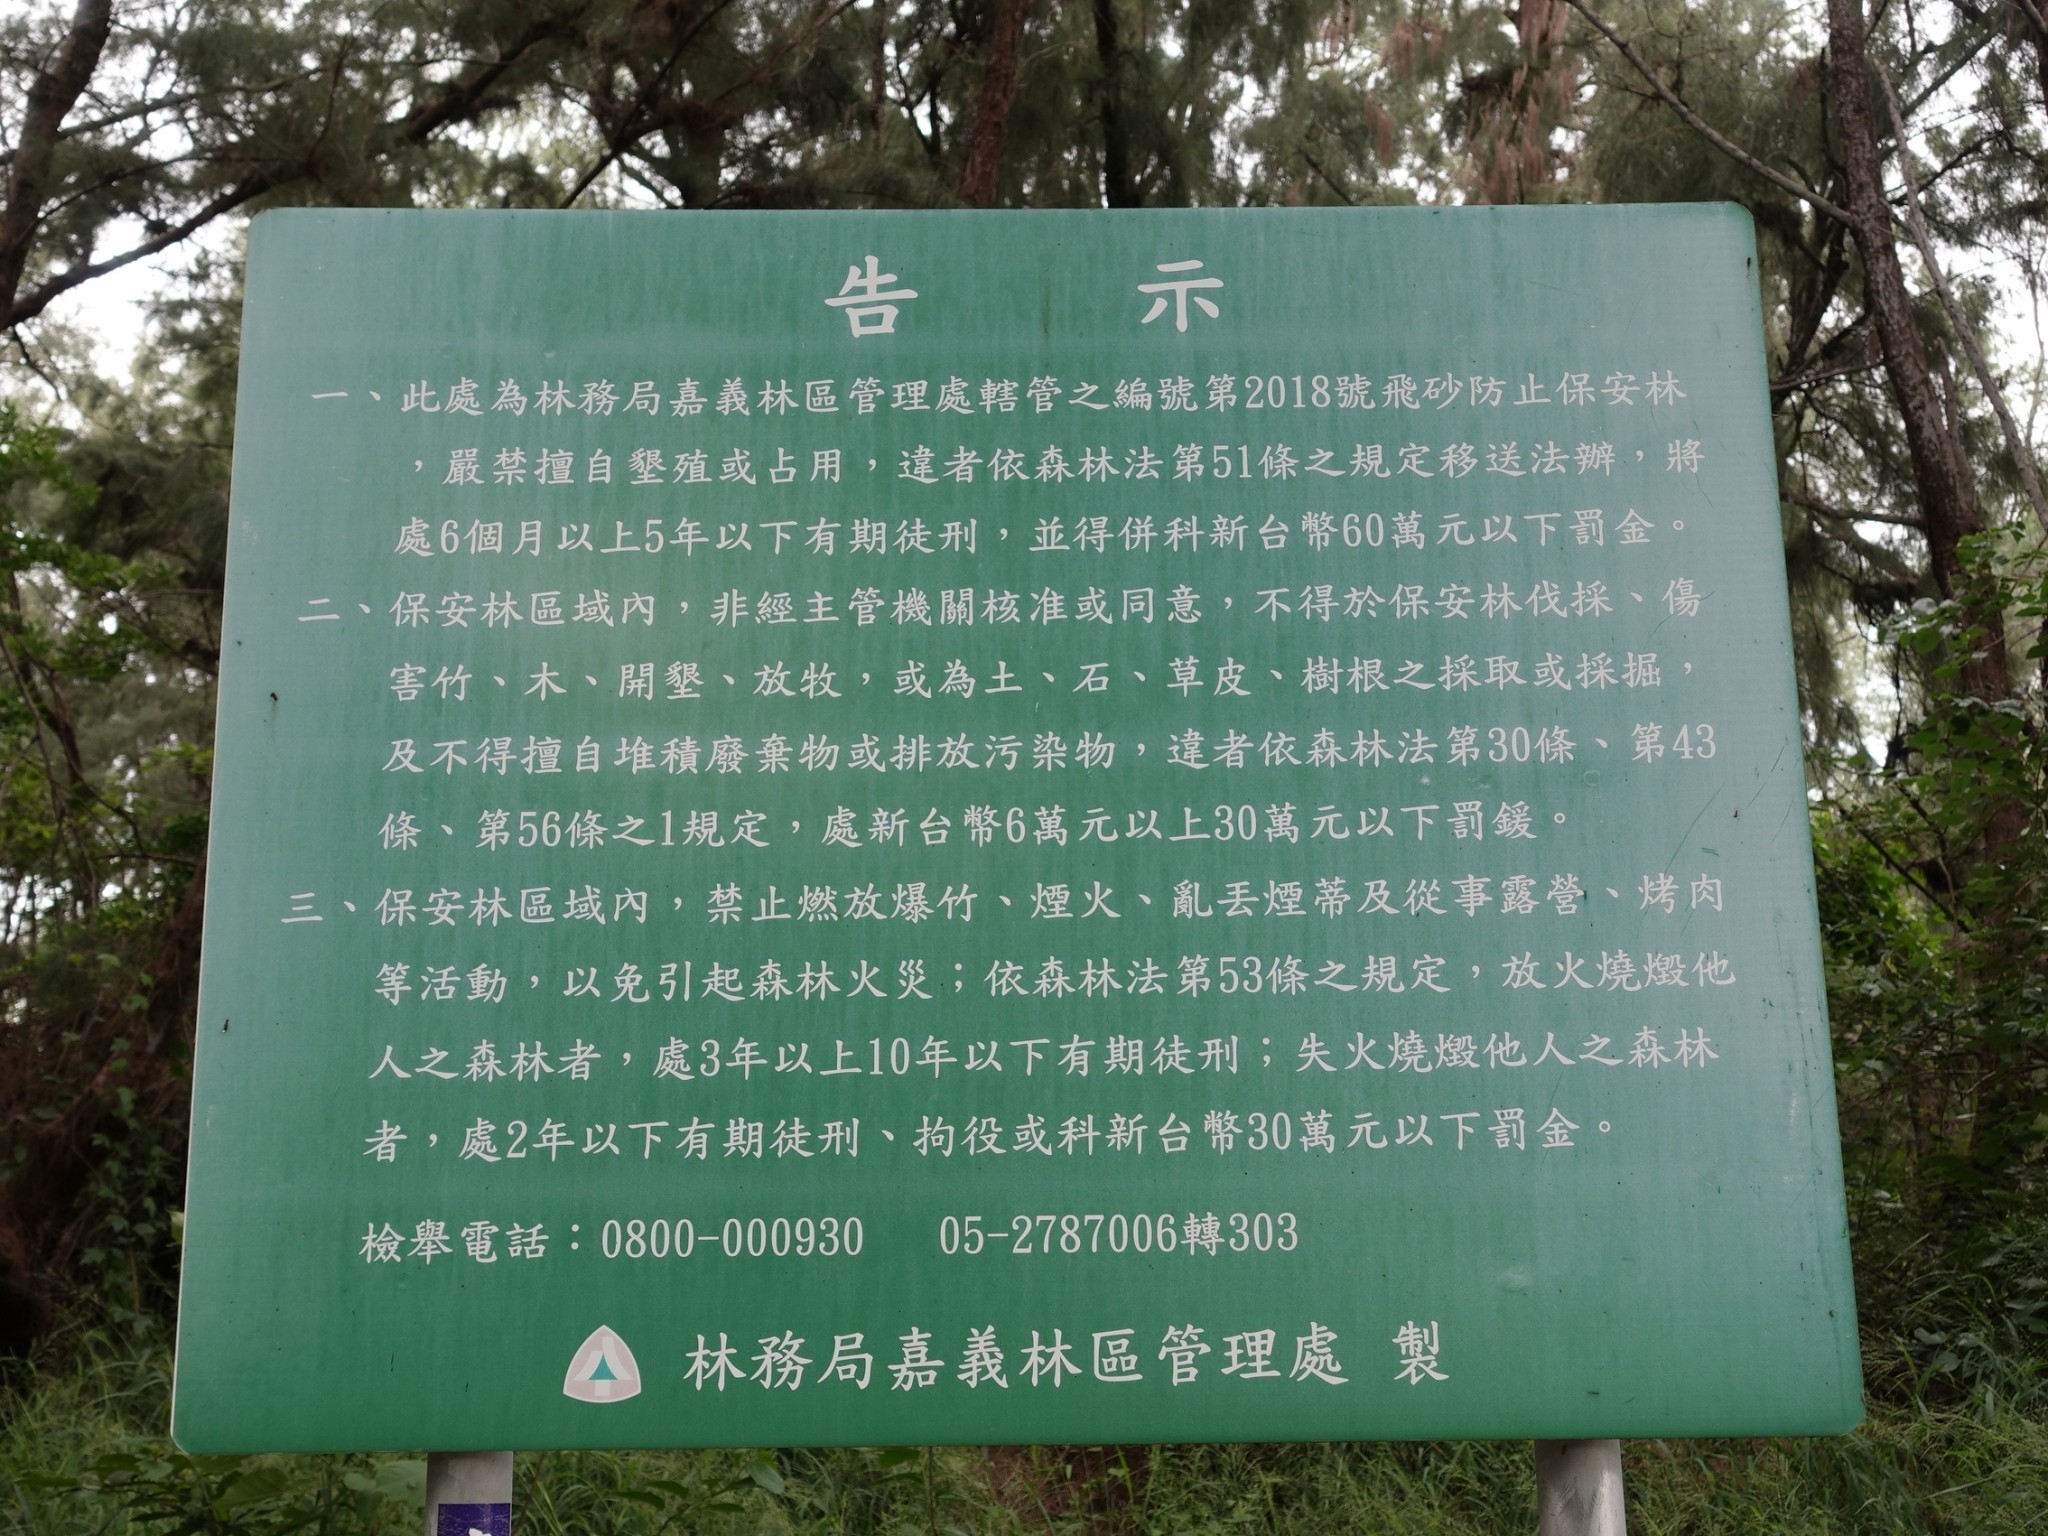 告 示
一、此處為林務局嘉義林區管理處轄管之編號第2018號飛砂防止保安林
，嚴禁擅自墾殖或占用，違者依森林法第51條之規定移送法辦，將
處6個月以上5年以下有期徒刑，並得併科新台幣60萬元以下罰金。
二、保安林區域內，非經主管機關核准或同意，不得於保安林伐採、傷
害竹、木、開墾、放牧，或為土、石、草皮、樹根之採取或採掘，
及不得擅自堆積廢棄物或排放污染物，違者依森林法第30條、第43
條、第56條之1規定，處新台幣6萬元以上30萬元以下罰鍰。
三、保安林區域內，禁止燃放爆竹、煙火、亂丟煙蒂及從事露營、烤肉
等活動，以免引起森林火災；依森林法第53條之規定，放火燒燬他
人之森林者，處3年以上10年以下有期徒刑；失火燒燬他人之森林
者，處2年以下有期徒刑、拘役或科新台幣30萬元以下罰金。
檢舉電話：0800-000930 05-2787006轉303
林務局嘉義林區管理處 製